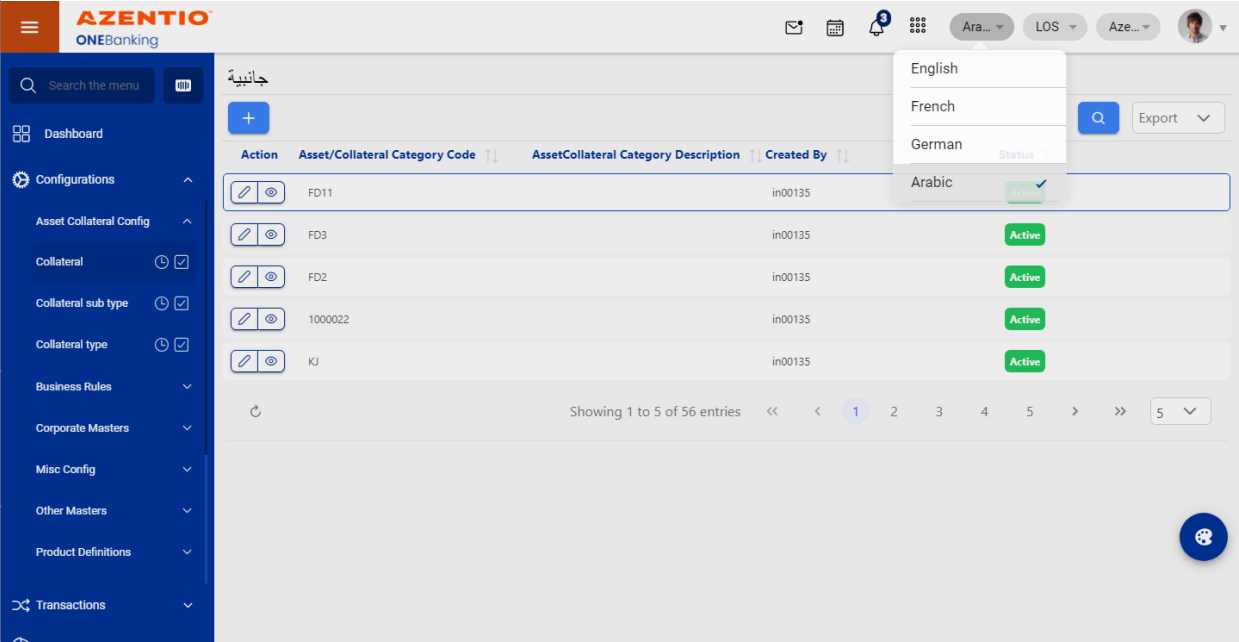 AZENTIO™
ONEBanking
3
Ara...
LOS
Aze...
English
French
German
Arabic
Search the menu
Dashboard
Configurations
Asset Collateral Config
Collateral
Collateral sub type
Collateral type
Business Rules
Corporate Masters
Misc Config
Other Masters
Product Definitions
Transactions
جانبية
Export
Action Asset/Collateral Category Code AssetCollateral Category Description Created By Status
FD11 in00135 Active
FD3 in00135 Active
FD2 in00135 Active
1000022 in00135 Active
KJ in00135 Active
Showing 1 to 5 of 56 entries << < 1 2 3 4 5 > >> 5